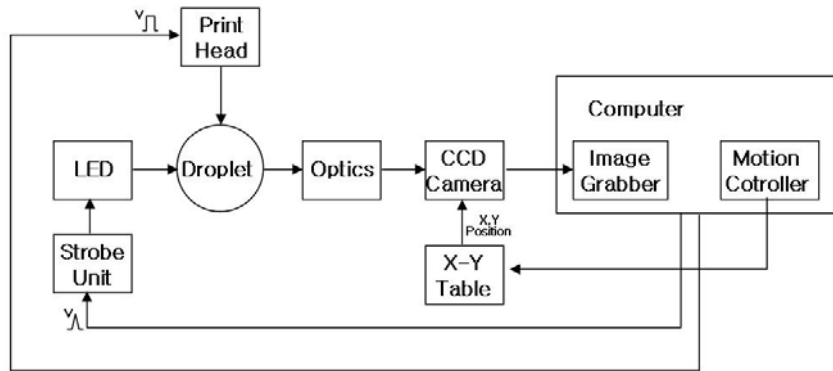 V
Print
Head
Computer
LED
Droplet
Optics
CCD
Camera
Image
Grabber
Motion
Cotroller
X,Y
Position
Strobe
Unit
X-Y
Table
V